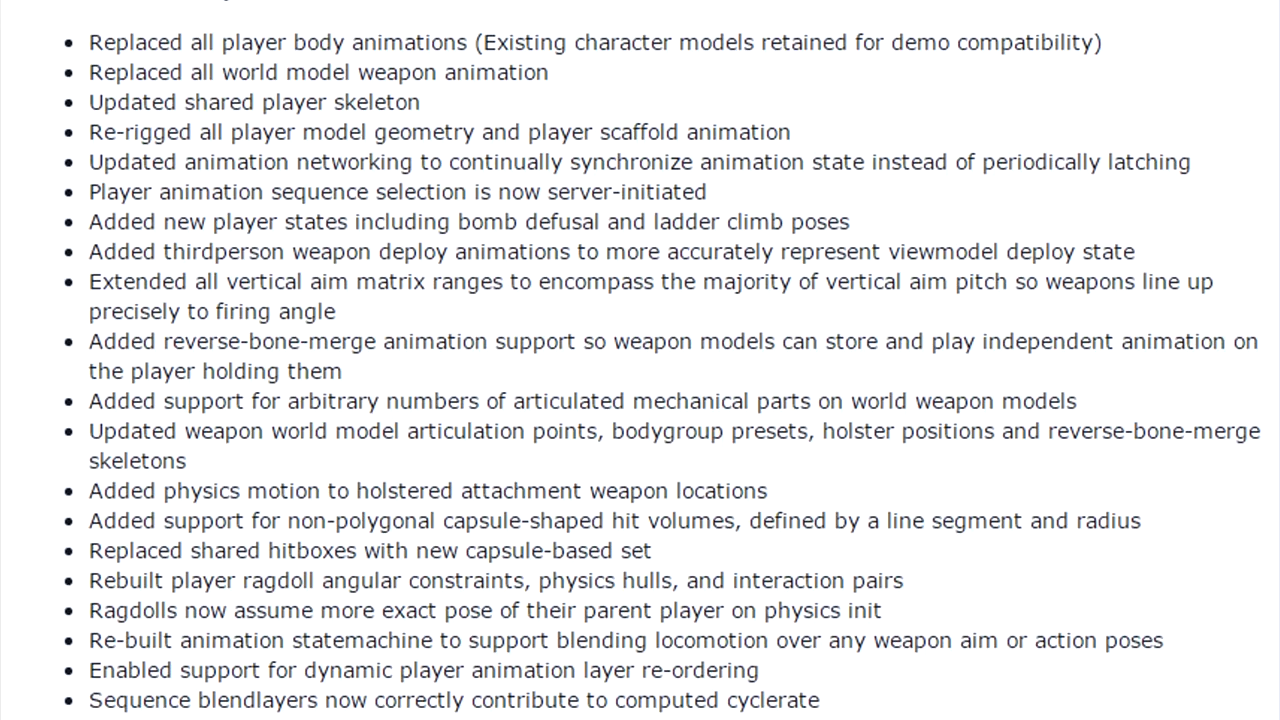 • Replaced all player body animations (Existing character models retained for demo compatibility)
• Replaced all world model weapon animation
• Updated shared player skeleton
• Re-rigged all player model geometry and player scaffold animation
• Updated animation networking to continually synchronize animation state instead of periodically latching
• Player animation sequence selection is now server-initiated
• Added new player states including bomb defusal and ladder climb poses
• Added thirdperson weapon deploy animations to more accurately represent viewmodel deploy state
• Extended all vertical aim matrix ranges to encompass the majority of vertical aim pitch so weapons line up
precisely to firing angle
• Added reverse-bone-merge animation support so weapon models can store and play independent animation on
the player holding them
• Added support for arbitrary numbers of articulated mechanical parts on world weapon models
• Updated weapon world model articulation points, bodygroup presets, holster positions and reverse-bone-merge
skeletons
• Added physics motion to holstered attachment weapon locations
• Added support for non-polygonal capsule-shaped hit volumes, defined by a line segment and radius
• Replaced shared hitboxes with new capsule-based set
• Rebuilt player ragdoll angular constraints, physics hulls, and interaction pairs
• Ragdolls now assume more exact pose of their parent player on physics init
• Re-built animation statemachine to support blending locomotion over any weapon aim or action poses
• Enabled support for dynamic player animation layer re-ordering
• Sequence blendlayers now correctly contribute to computed cyclerate